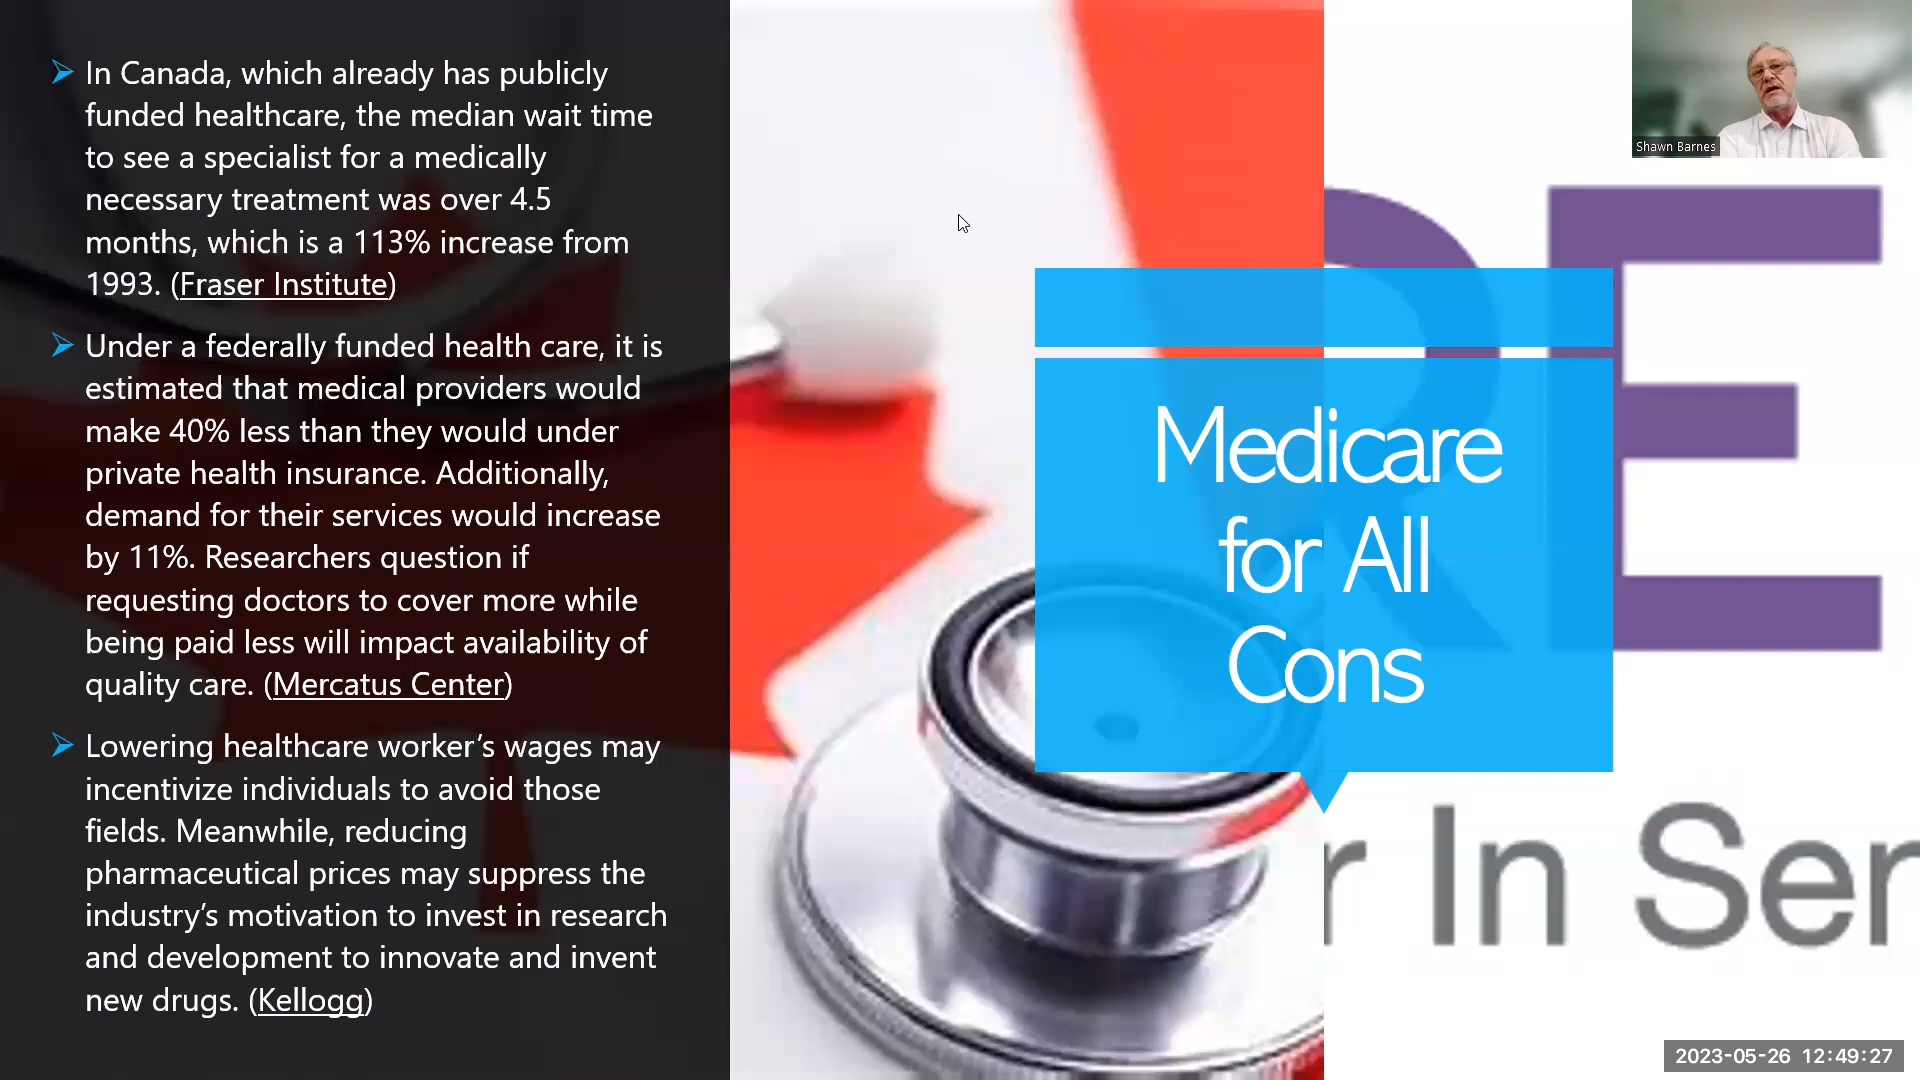 In Canada, which already has publicly
funded healthcare, the median wait time
to see a specialist for a medically
necessary treatment was over 4.5
months, which is a 113% increase from
1993. (Fraser Institute)
Under a federally funded health care, it is
estimated that medical providers would
make 40% less than they would under
private health insurance. Additionally,
demand for their services would increase
by 11%. Researchers question if
requesting doctors to cover more while
being paid less will impact availability of
quality care. (Mercatus Center)
Lowering healthcare worker’s wages may
incentivize individuals to avoid those
fields. Meanwhile, reducing
pharmaceutical prices may suppress the
industry’s motivation to invest in research
and development to innovate and invent
new drugs. (Kellogg)
Medicare
for All
Cons
Shawn Barnes
RE
r In Ser
2023-05-26 12:49:27